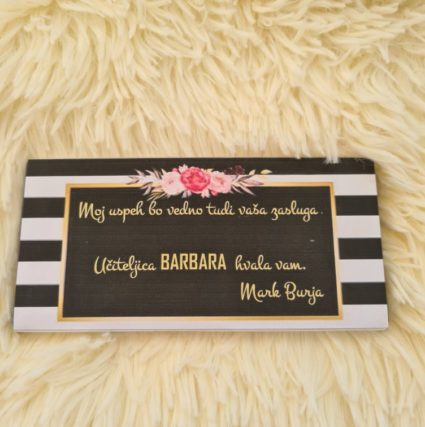 Moj uspeh bo vedno tudi vaša zasluga.
Učiteljica BARBARA hvala vam.
Mark Burja